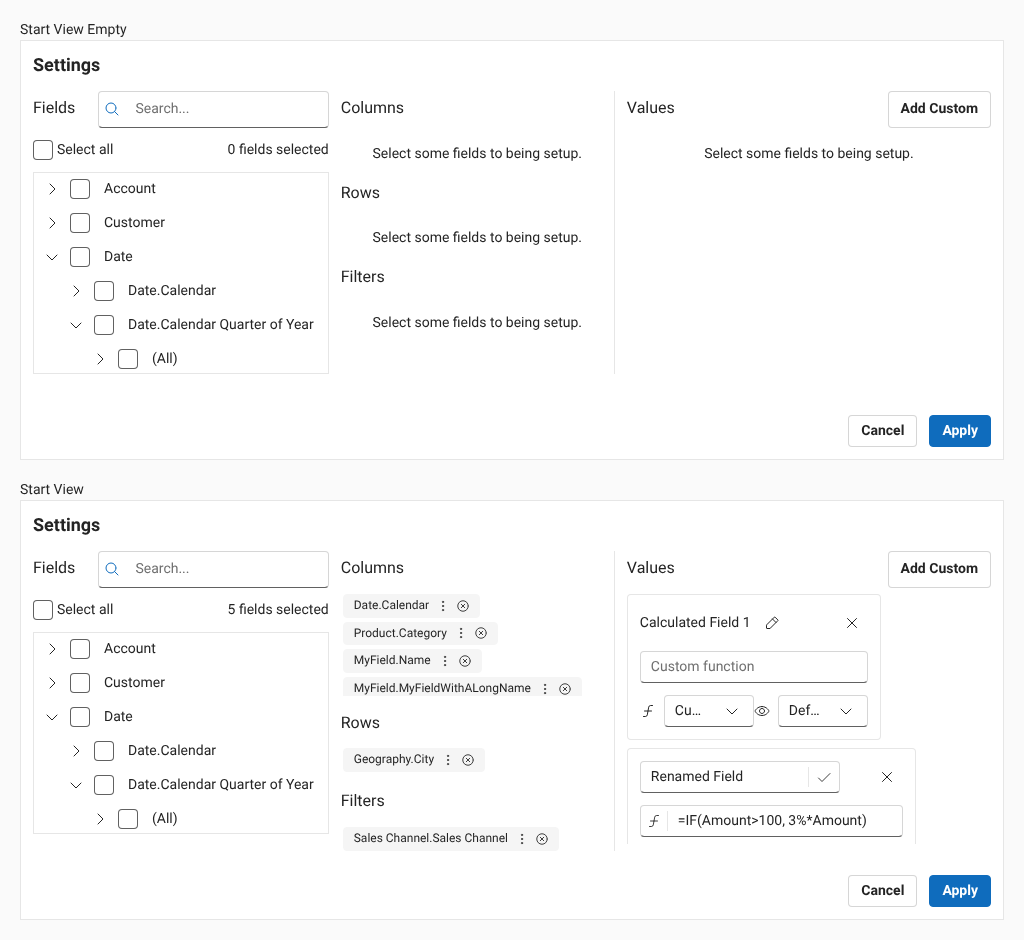 Start View Empty
Settings
Fields
Search...
Select all
0 fields selected
Account
Customer
Date
Date.Calendar
Date.Calendar Quarter of Year
(All)
Columns
Select some fields to being setup.
Rows
Select some fields to being setup.
Filters
Select some fields to being setup.
Values
Add Custom
Select some fields to being setup.
Cancel
Apply
Start View
Settings
Fields
Search...
Select all
5 fields selected
Account
Customer
Date
Date.Calendar
Date.Calendar Quarter of Year
(All)
Columns
Date.Calendar
Product.Category
MyField.Name
MyField.MyFieldWithALongName
Rows
Geography.City
Filters
Sales Channel.Sales Channel
Values
Add Custom
Calculated Field 1
Custom function
Cu...
Def...
Renamed Field
=IF(Amount>100, 3%*Amount)
Cancel
Apply